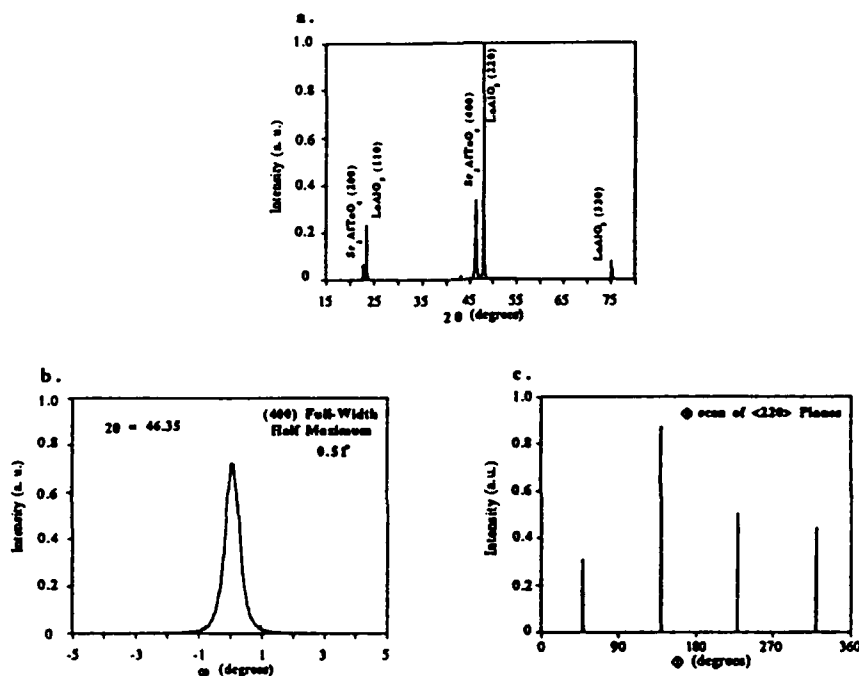 a.
1.0
0.8
0.6
0.4
0.2
0
Intensity (a. u.)
Sr2AlTaO6 (200)
LaAlO3 (110)
Sr2AlTaO6 (400)
LaAlO3 (220)
LaAlO3 (330)
15 25 35 45 55 65 75
2θ (degrees)
b.
1.0
0.8
0.6
0.4
0.2
0
Intensity (a. u.)
2θ = 46.35
(400) Full-Width
Half Maximum
0.51°
-5 -3 -1 1 3 5
ω (degrees)
c.
1.0
0.8
0.6
0.4
0.2
0
Intensity (a.u.)
Φ scan of <220> Planes
0 90 180 270 360
Φ (degrees)